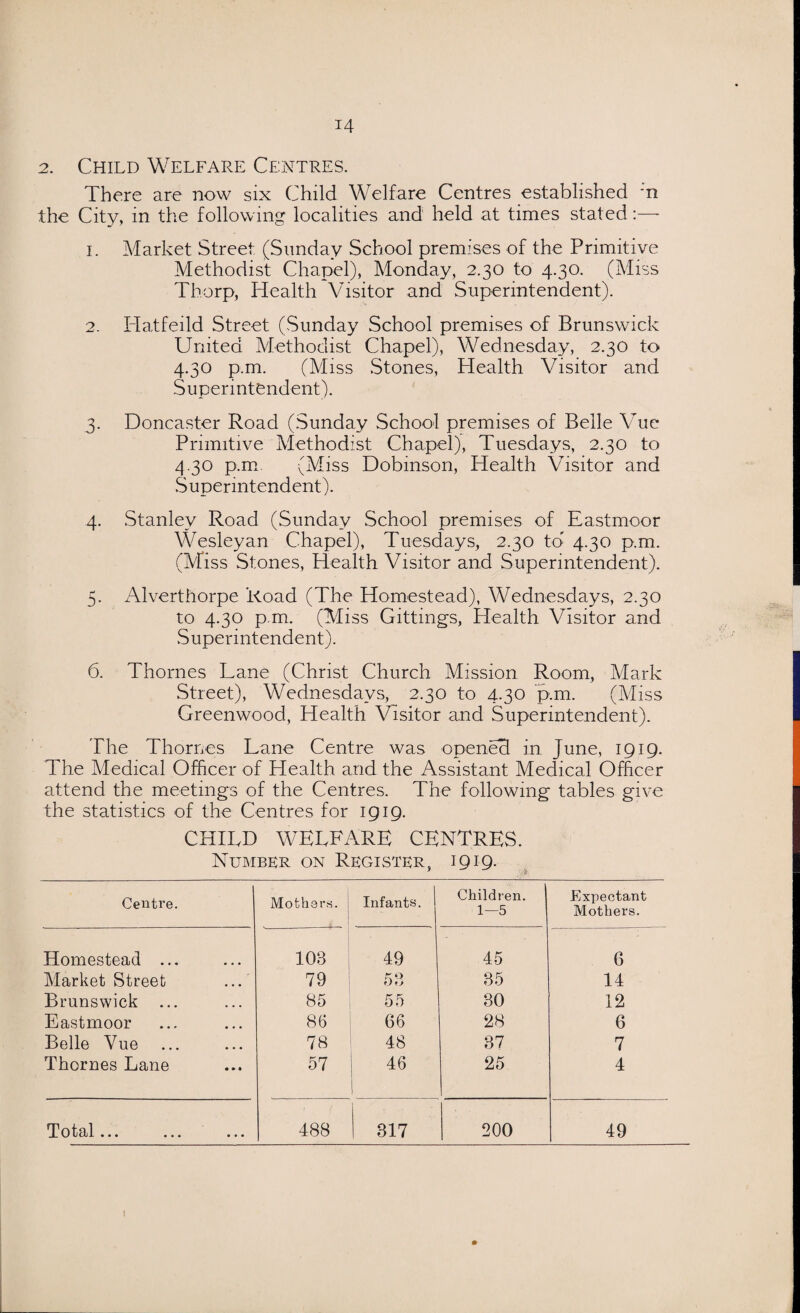 14
2. CHILD WELFARE CENTRES.
There are now six Child Welfare Centres established in
the City, in the following localities and held at times stated:—
1. Market Street (Sunday School premises of the Primitive
Methodist Chapel), Monday, 2.30 to 4.30. (Miss
Thorp, Health Visitor and Superintendent).
2. Hatfeild Street (Sunday School premises of Brunswick
United Methodist Chapel), Wednesday, 2.30 to
4.30 p.m. (Miss Stones, Health Visitor and
Superintendent).
3. Doncaster Road (Sunday School premises of Belle Vue
Primitive Methodist Chapel), Tuesdays, 2.30 to
4.30 p.m. (Miss Dobinson, Health Visitor and
Superintendent).
4. Stanley Road (Sunday School premises of Eastmoor
Wesleyan Chapel), Tuesdays, 2.30 to 4.30 p.m.
(Miss Stones, Health Visitor and Superintendent).
5. Alverthorpe Road (The Homestead), Wednesdays, 2.30
to 4.30 p.m. (Miss Gittings, Health Visitor and
Superintendent).
6. Thornes Lane (Christ Church Mission Room, Mark
Street), Wednesdays, 2.30 to 4.30 p.m. (Miss
Greenwood, Health Visitor and Superintendent).
The Thornes Lane Centre was opened in June, 1919.
The Medical Officer of Health and the Assistant Medical Officer
attend the meetings of the Centres. The following tables give
the statistics of the Centres for 1919.
CHILD WELFARE CENTRES.
NUMBER ON REGISTER, 1919.
Centre. Mothers. Infants. Children. 1—5 Expectant Mothers.
Homestead ... ... 103 49 45 6
Market Street ... 79 53 35 14
Brunswick ... ... 85 55 30 12
Eastmoor ... ... 86 66 28 6
Belle Vue ... ... 78 48 37 7
Thornes Lane ... 57 46 25 4
Total ... ... ... 488 317 200 49